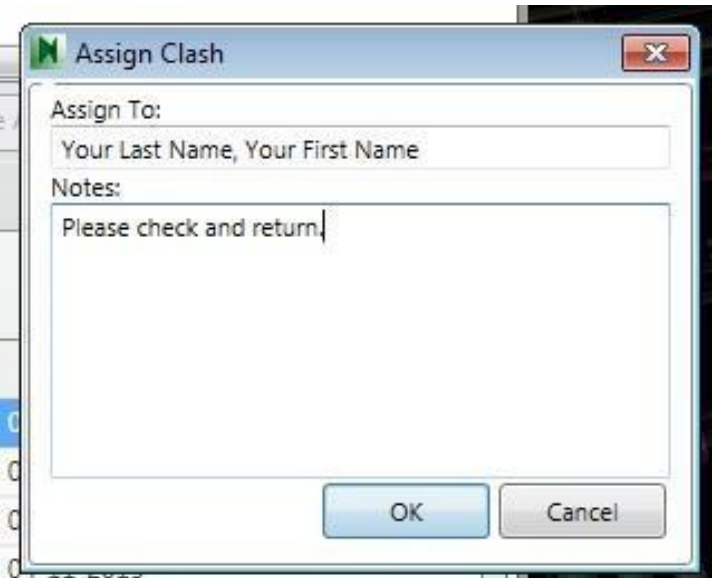 Assign Clash
Assign To:
Your Last Name, Your First Name
Notes:
Please check and return.
OK
Cancel